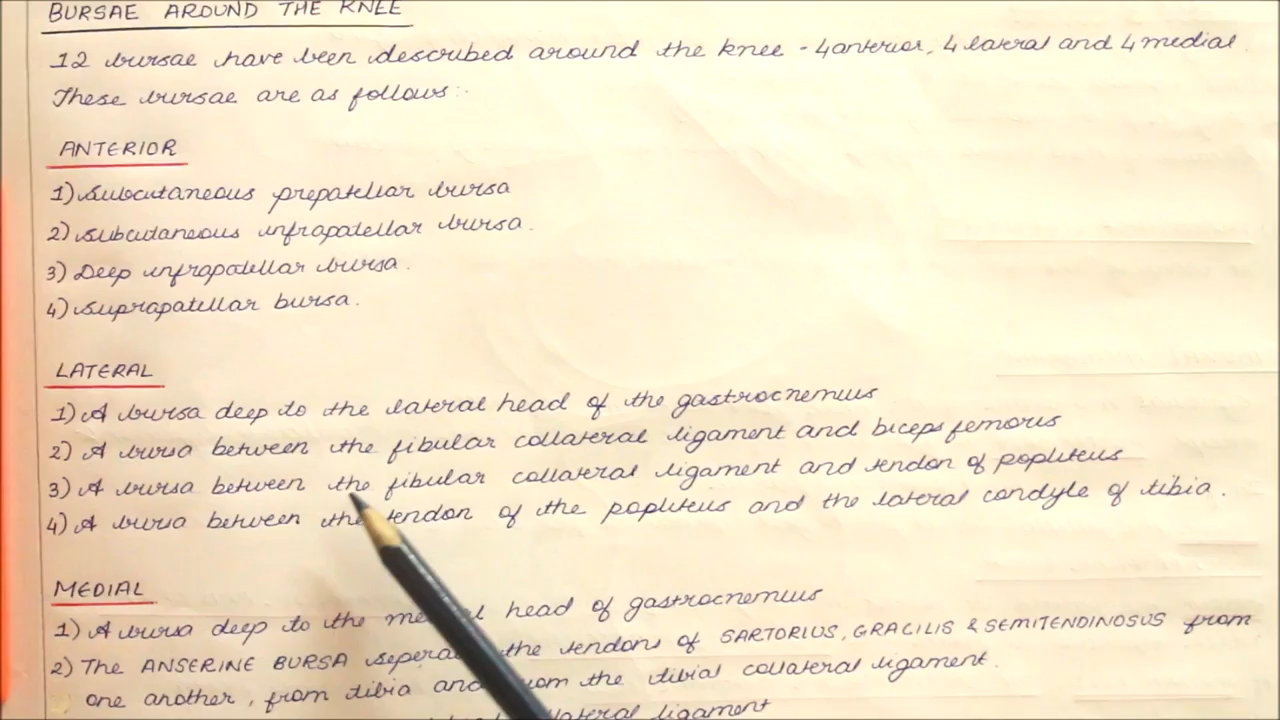 BURSAE AROUND THE KNEE
12 bursae have been described around the knee - 4 anterior, 4 lateral and 4 medial.
These bursae are as follows:-
ANTERIOR
1) Subcutaneous prepatellar bursa
2) Subcutaneous infrapatellar bursa.
3) Deep infrapatellar bursa.
4) Suprapatellar bursa.
LATERAL
1) A bursa deep to the lateral head of the gastrocnemius
2) A bursa between the fibular collateral ligament and biceps femoris
3) A bursa between the fibular collateral ligament and tendon of popliteus
4) A bursa between the tendon of the popliteus and the lateral condyle of tibia.
MEDIAL
1) A bursa deep to the head of gastrocnemius
2) The ANSERINE BURSA the tendons of SARTORIUS, GRACILIS & SEMITENDINOSUS from
one another, from tibia and the tibial collateral ligament.
ligament